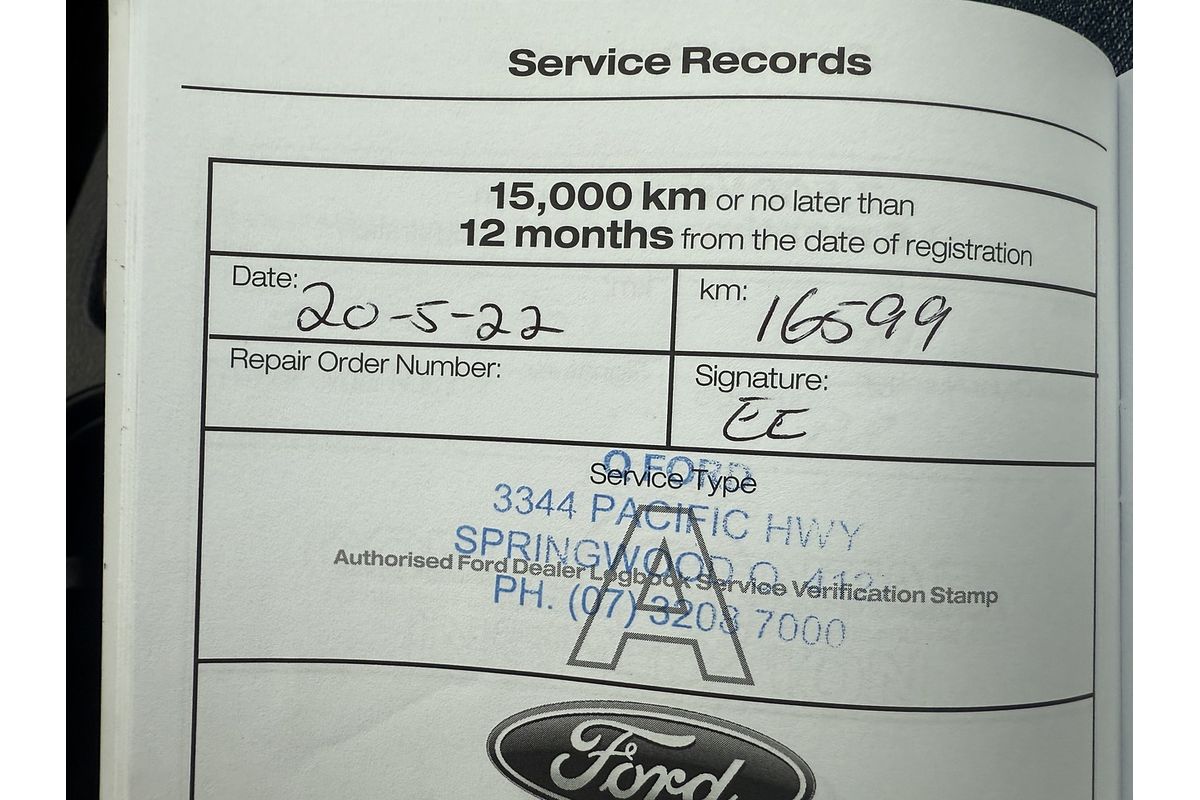 Service Records
15,000 km or no later than
12 months from the date of registration
Date: 20-5-22
km: 16599
Repair Order Number:
Signature: EE
Q FORD
Service Type
3344 PACIFIC HWY
A
SPRINGWOOD Q.
Authorised Ford Dealer Logbook Service Verification Stamp
PH. (07) 3208 7000
Ford